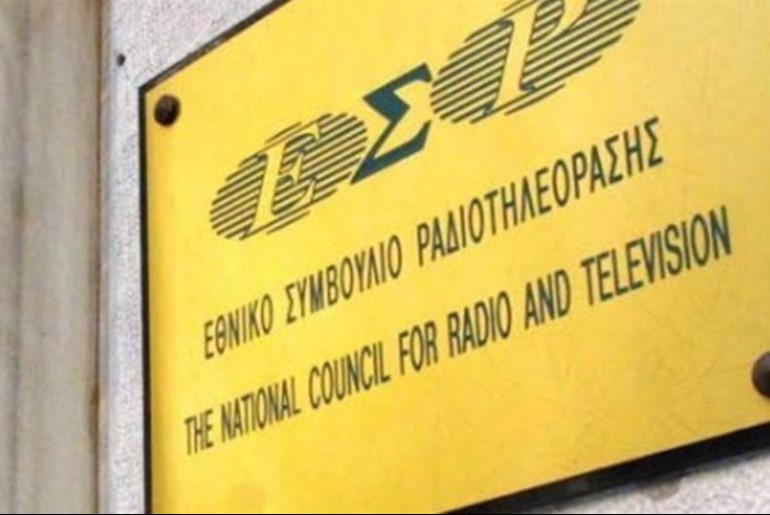 ΕΣΡ
ΕΘΝΙΚΟ ΣΥΜΒΟΥΛΙΟ ΡΑΔΙΟΤΗΛΕΟΡΑΣΗΣ
THE NATIONAL COUNCIL FOR RADIO AND TELEVISION